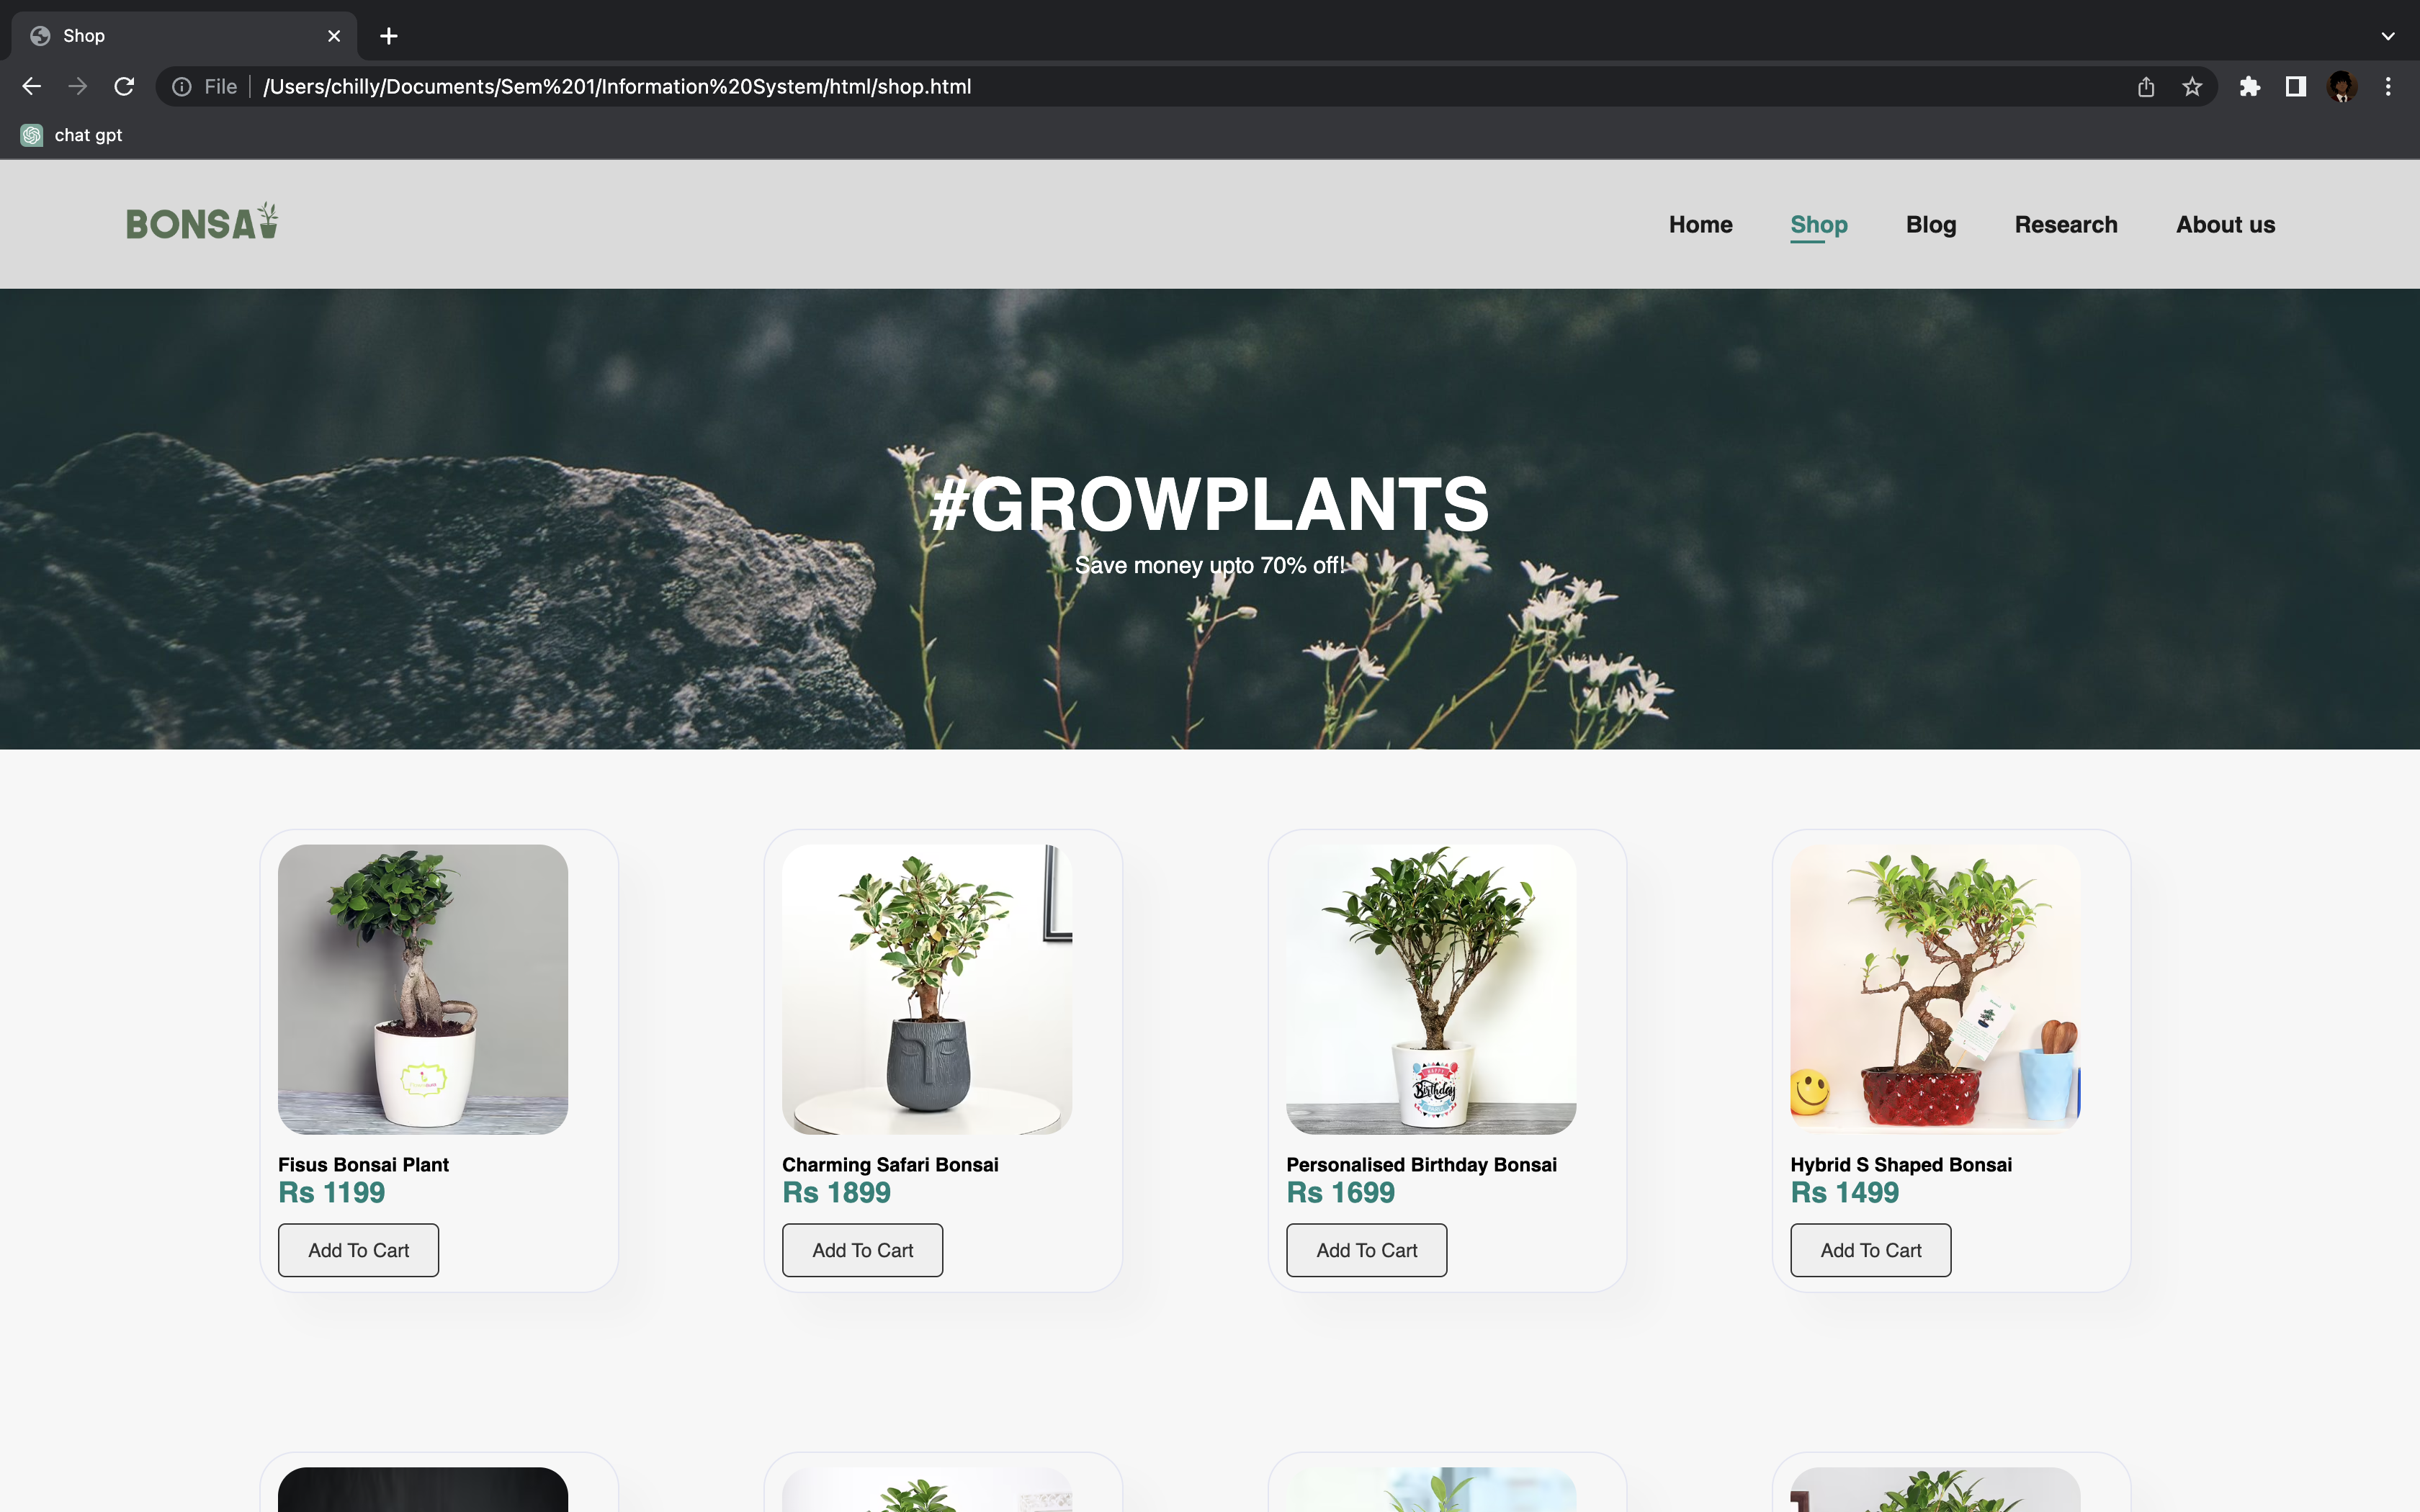 Shop
File
/Users/chilly/Documents/Sem%201/Information%20System/html/shop.html
chat gpt
BONSA
Home Shop Blog Research About us
#GROWPLANTS
Save money upto 70% off!
HAPPY
Birthday
Fisus Bonsai Plant
Rs 1199
Add To Cart
Charming Safari Bonsai
Rs 1899
Add To Cart
Personalised Birthday Bonsai
Rs 1699
Add To Cart
Hybrid S Shaped Bonsai
Rs 1499
Add To Cart